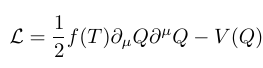 $\mathcal{L} = \frac{1}{2} f(T) \partial_{\mu} Q \partial^{\mu} Q - V(Q)$